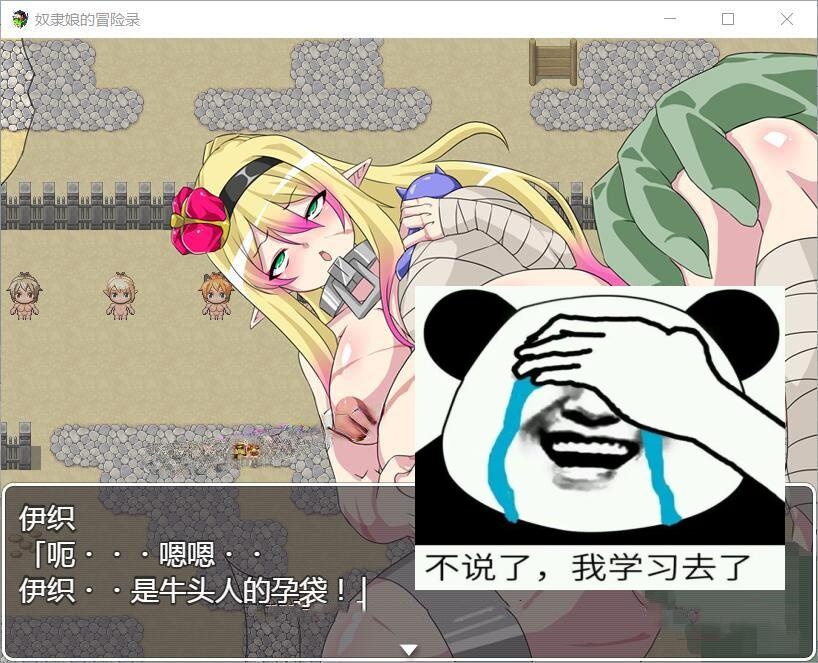 奴隶娘的冒险录
伊织
「呃・・・嗯嗯・・
伊织・・是牛头人的孕袋！
不说了，我学习去了